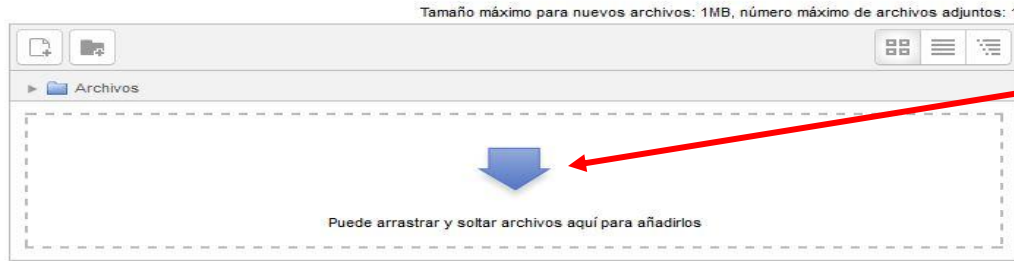 Tamaño máximo para nuevos archivos: 1MB, número máximo de archivos adjuntos: 1
Archivos
Puede arrastrar y soltar archivos aquí para añadirlos